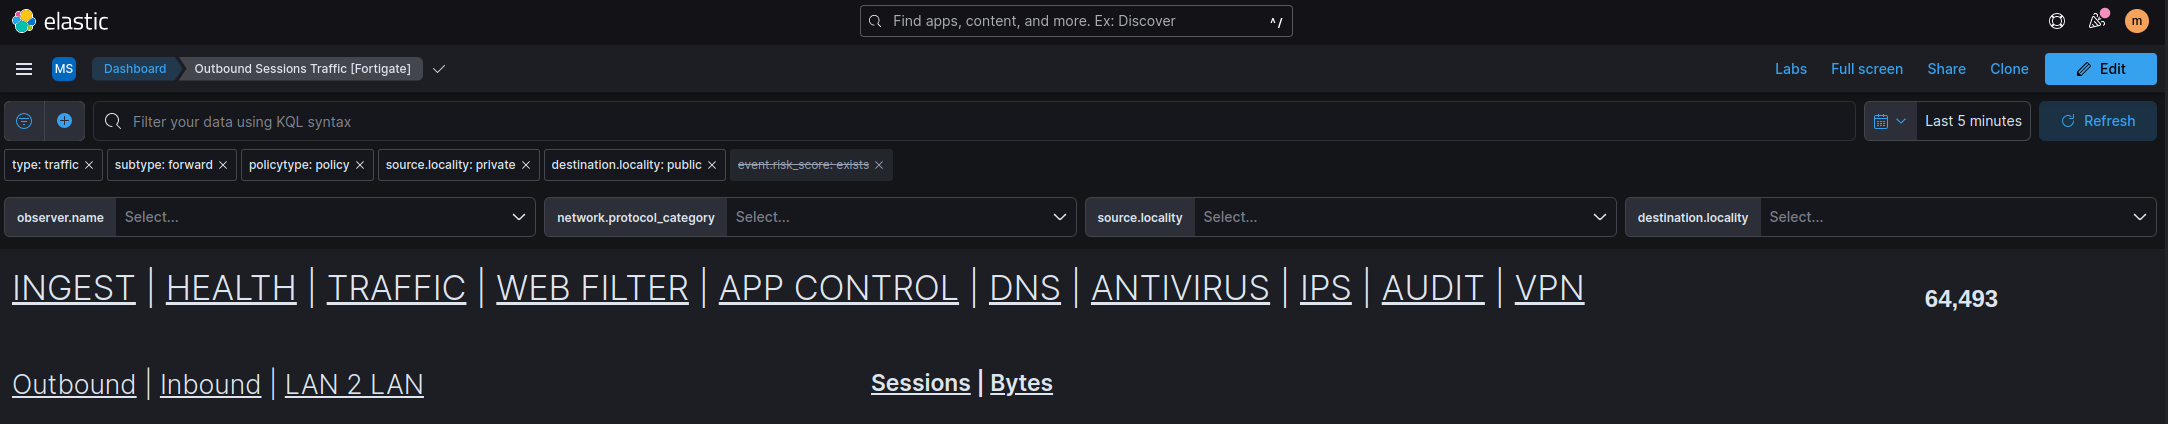 elastic Find apps, content, and more. Ex: Discover ^/ m
MS Dashboard Outbound Sessions Traffic [Fortigate] Labs Full screen Share Clone Edit
Filter your data using KQL syntax Last 5 minutes Refresh
type: traffic subtype: forward policytype: policy source.locality: private destination.locality: public event.risk_score: exists
observer.name Select... network.protocol_category Select... source.locality Select... destination.locality Select...
INGEST | HEALTH | TRAFFIC | WEB FILTER | APP CONTROL | DNS | ANTIVIRUS | IPS | AUDIT | VPN 64,493
Outbound | Inbound | LAN 2 LAN Sessions | Bytes